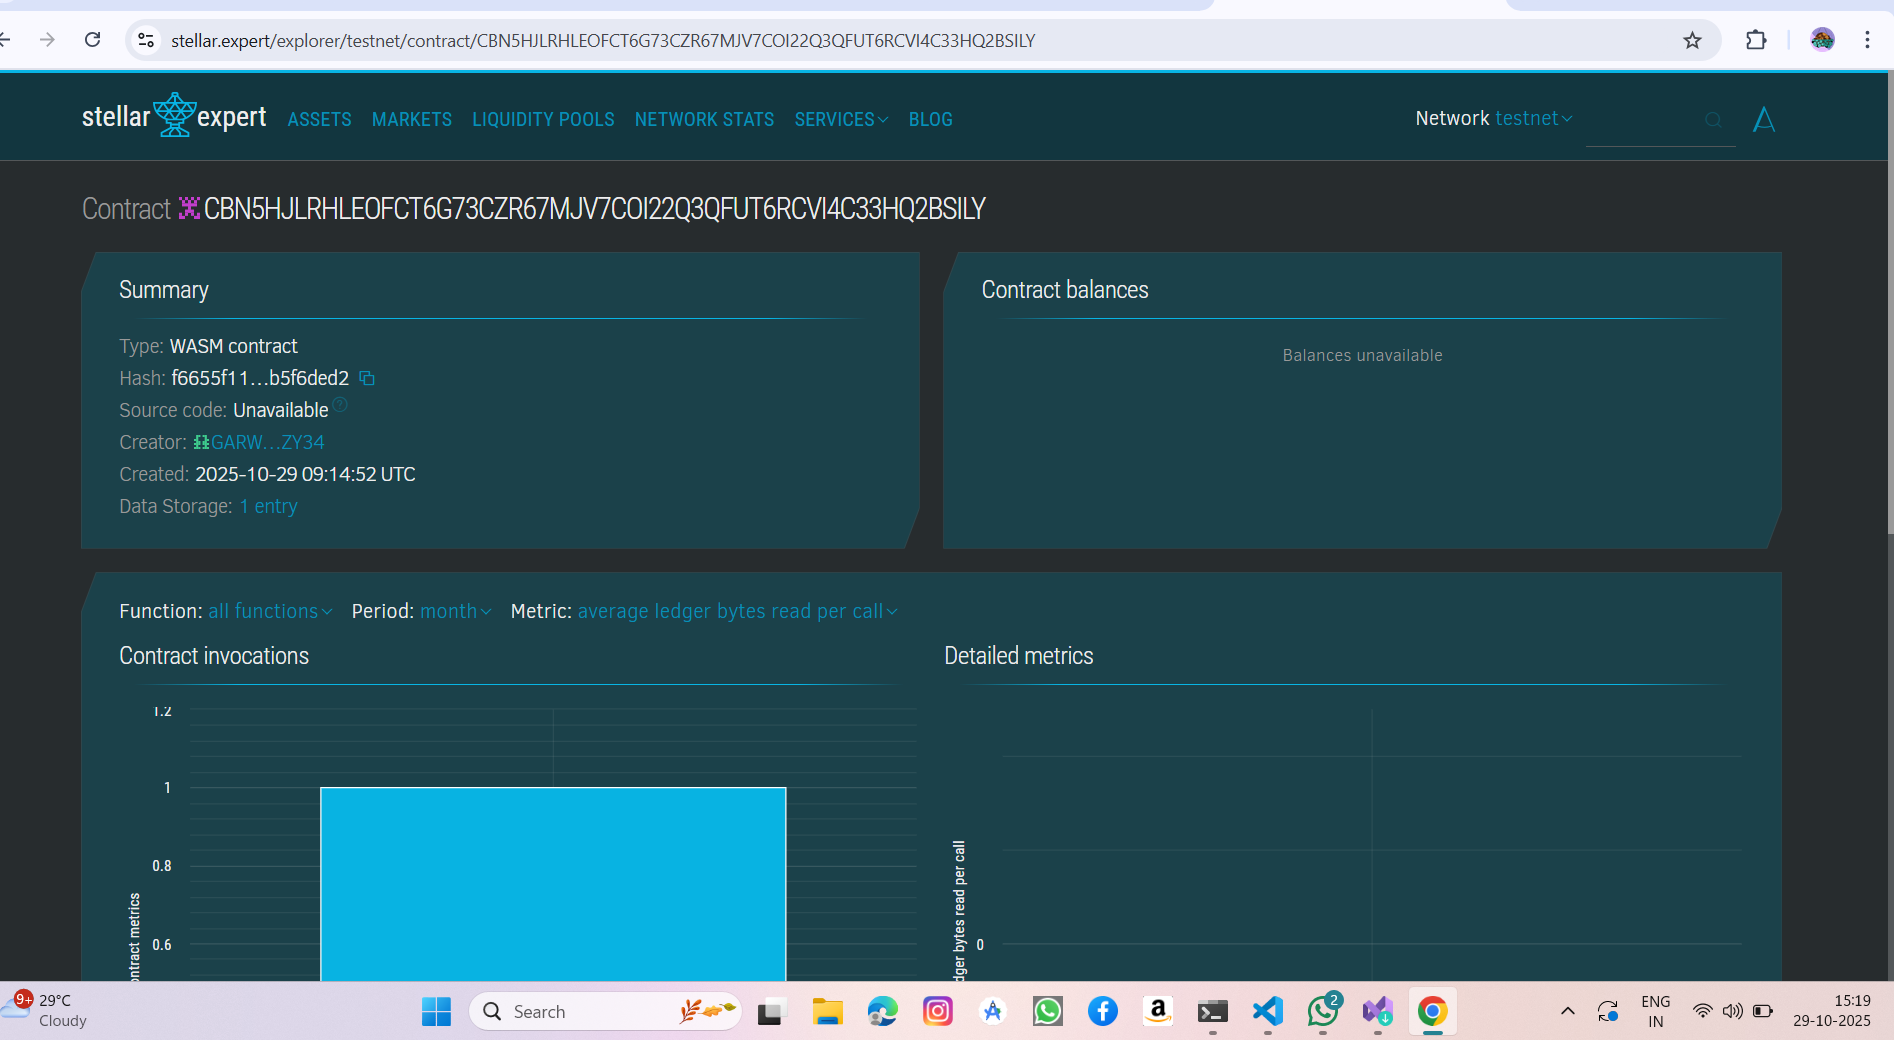 stellar.expert/explorer/testnet/contract/CBN5HJLRHLEOFCT6G73CZR67MJV7COI22Q3QFUT6RCVI4C33HQ2BSILY
stellar expert ASSETS MARKETS LIQUIDITY POOLS NETWORK STATS SERVICES BLOG Network testnet
Contract CBN5HJLRHLEOFCT6G73CZR67MJV7COI22Q3QFUT6RCVI4C33HQ2BSILY
Summary
Type: WASM contract
Hash: f6655f11...b5f6ded2
Source code: Unavailable ?
Creator: GARW...ZY34
Created: 2025-10-29 09:14:52 UTC
Data Storage: 1 entry
Contract balances
Balances unavailable
Function: all functions Period: month Metric: average ledger bytes read per call
Contract invocations
1.2
1
0.8
0.6
metrics
Detailed metrics
bytes read per call
0
9+ 29°C
Cloudy
Search
a
2
ENG
IN
15:19
29-10-2025